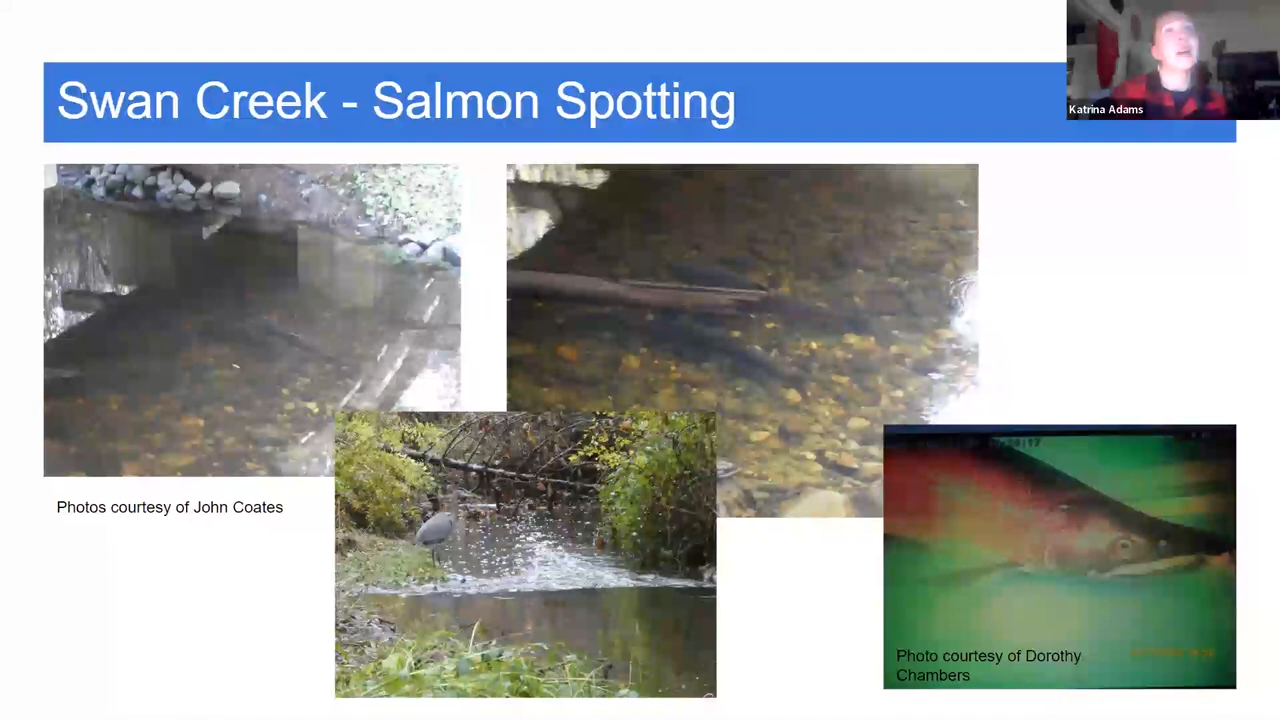 Swan Creek - Salmon Spotting
Katrina Adams
Photos courtesy of John Coates
Photo courtesy of Dorothy
Chambers